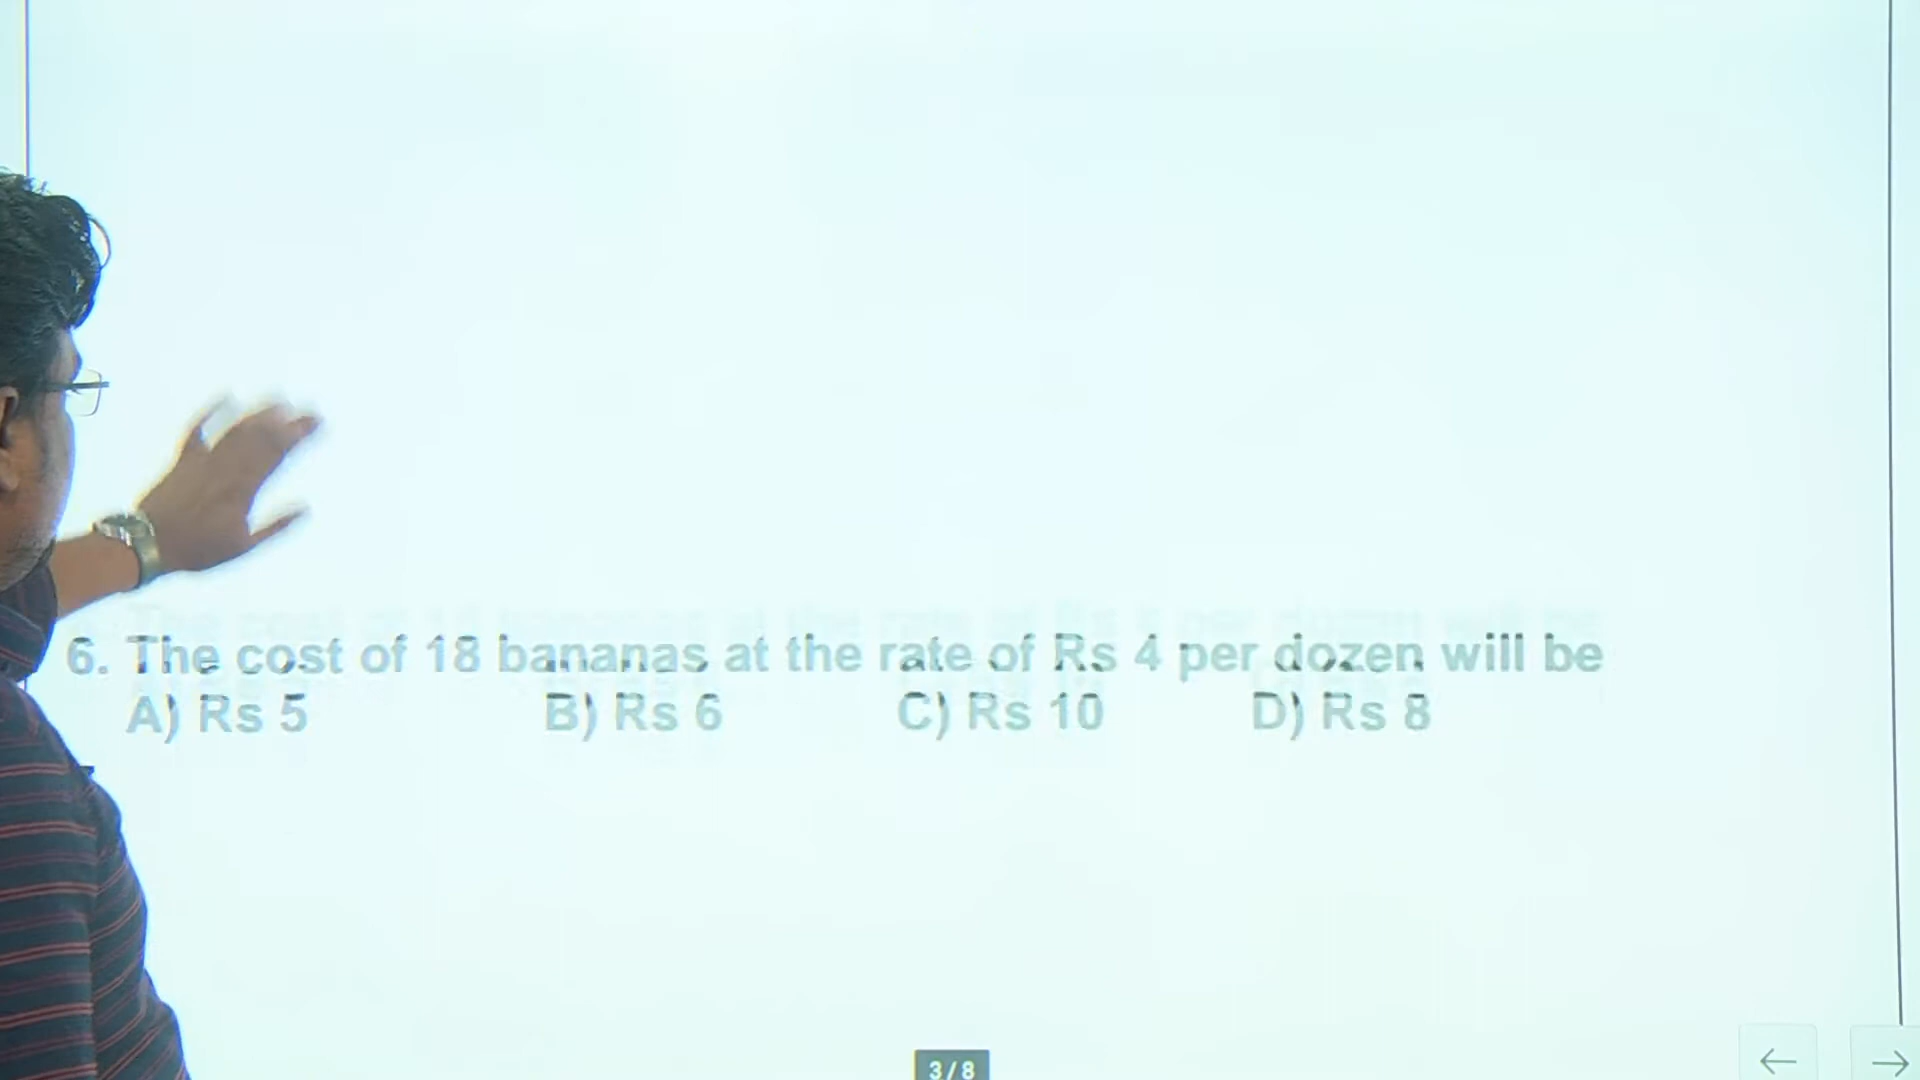 6. The cost of 18 bananas at the rate of Rs 4 per dozen will be
A) Rs 5 B) Rs 6 C) Rs 10 D) Rs 8
3/8